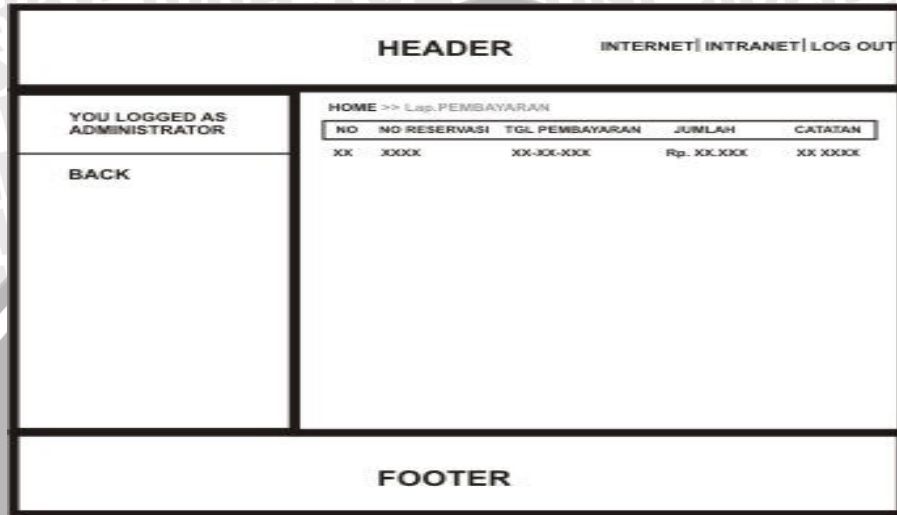 HEADER
INTERNET| INTRANET| LOG OUT
YOU LOGGED AS
ADMINISTRATOR
BACK
HOME >> Lap.PEMBAYARAN
NO NO RESERVASI TGL PEMBAYARAN JUMLAH CATATAN
XX XXXX XX-XX-XXX Rp. XX.XXX XX XXXX
FOOTER